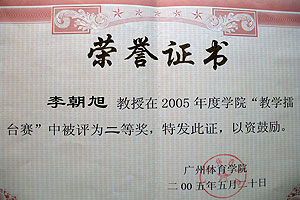 荣誉证书
李朝旭 教授在2005年度学院“教学擂
台赛”中被评为二等奖，特发此证，以资鼓励。
广州体育学院
二00五年五月二十日